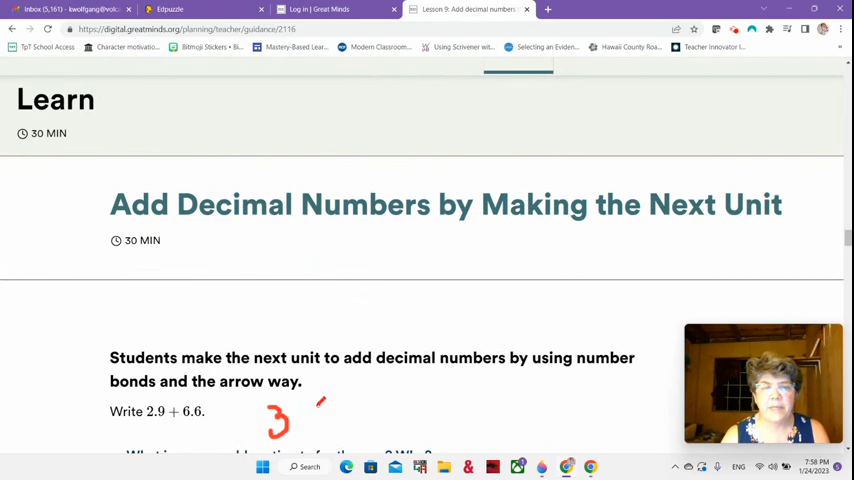 Inbox (5,161) - kwolfgang@volc
Edpuzzle
Log in | Great Minds
Lesson 9: Add decimal numbers
https://digital.greatminds.org/planning/teacher/guidance/2116
TpT School Access
Character motivatio...
Bitmoji Stickers • Bi...
Mastery-Based Lear...
Modern Classroom...
Using Scrivener wit...
Selecting an Eviden...
Hawaii County Roa...
Teacher Innovator I...
Learn
30 MIN
Add Decimal Numbers by Making the Next Unit
30 MIN
Students make the next unit to add decimal numbers by using number
bonds and the arrow way.
Write 2.9 + 6.6.
3
Search
ENG
7:58 PM
1/24/2023